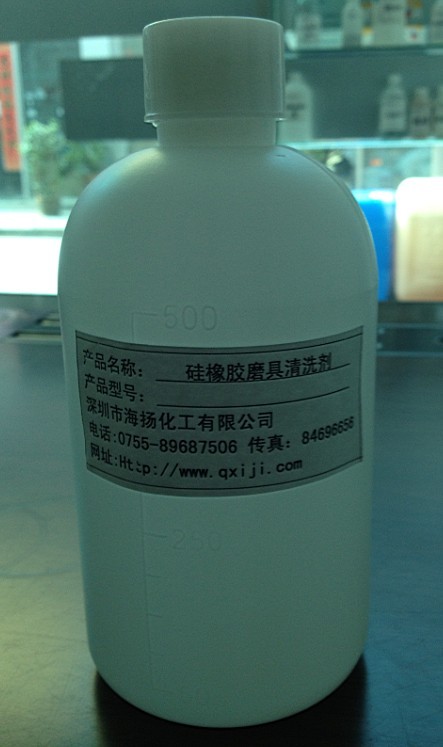 500
产品名称： 硅橡胶磨具清洗剂
产品型号：
深圳市海扬化工有限公司
电话:0755-89687506 传真：84696656
网址:Http://www.qxiji.com
250